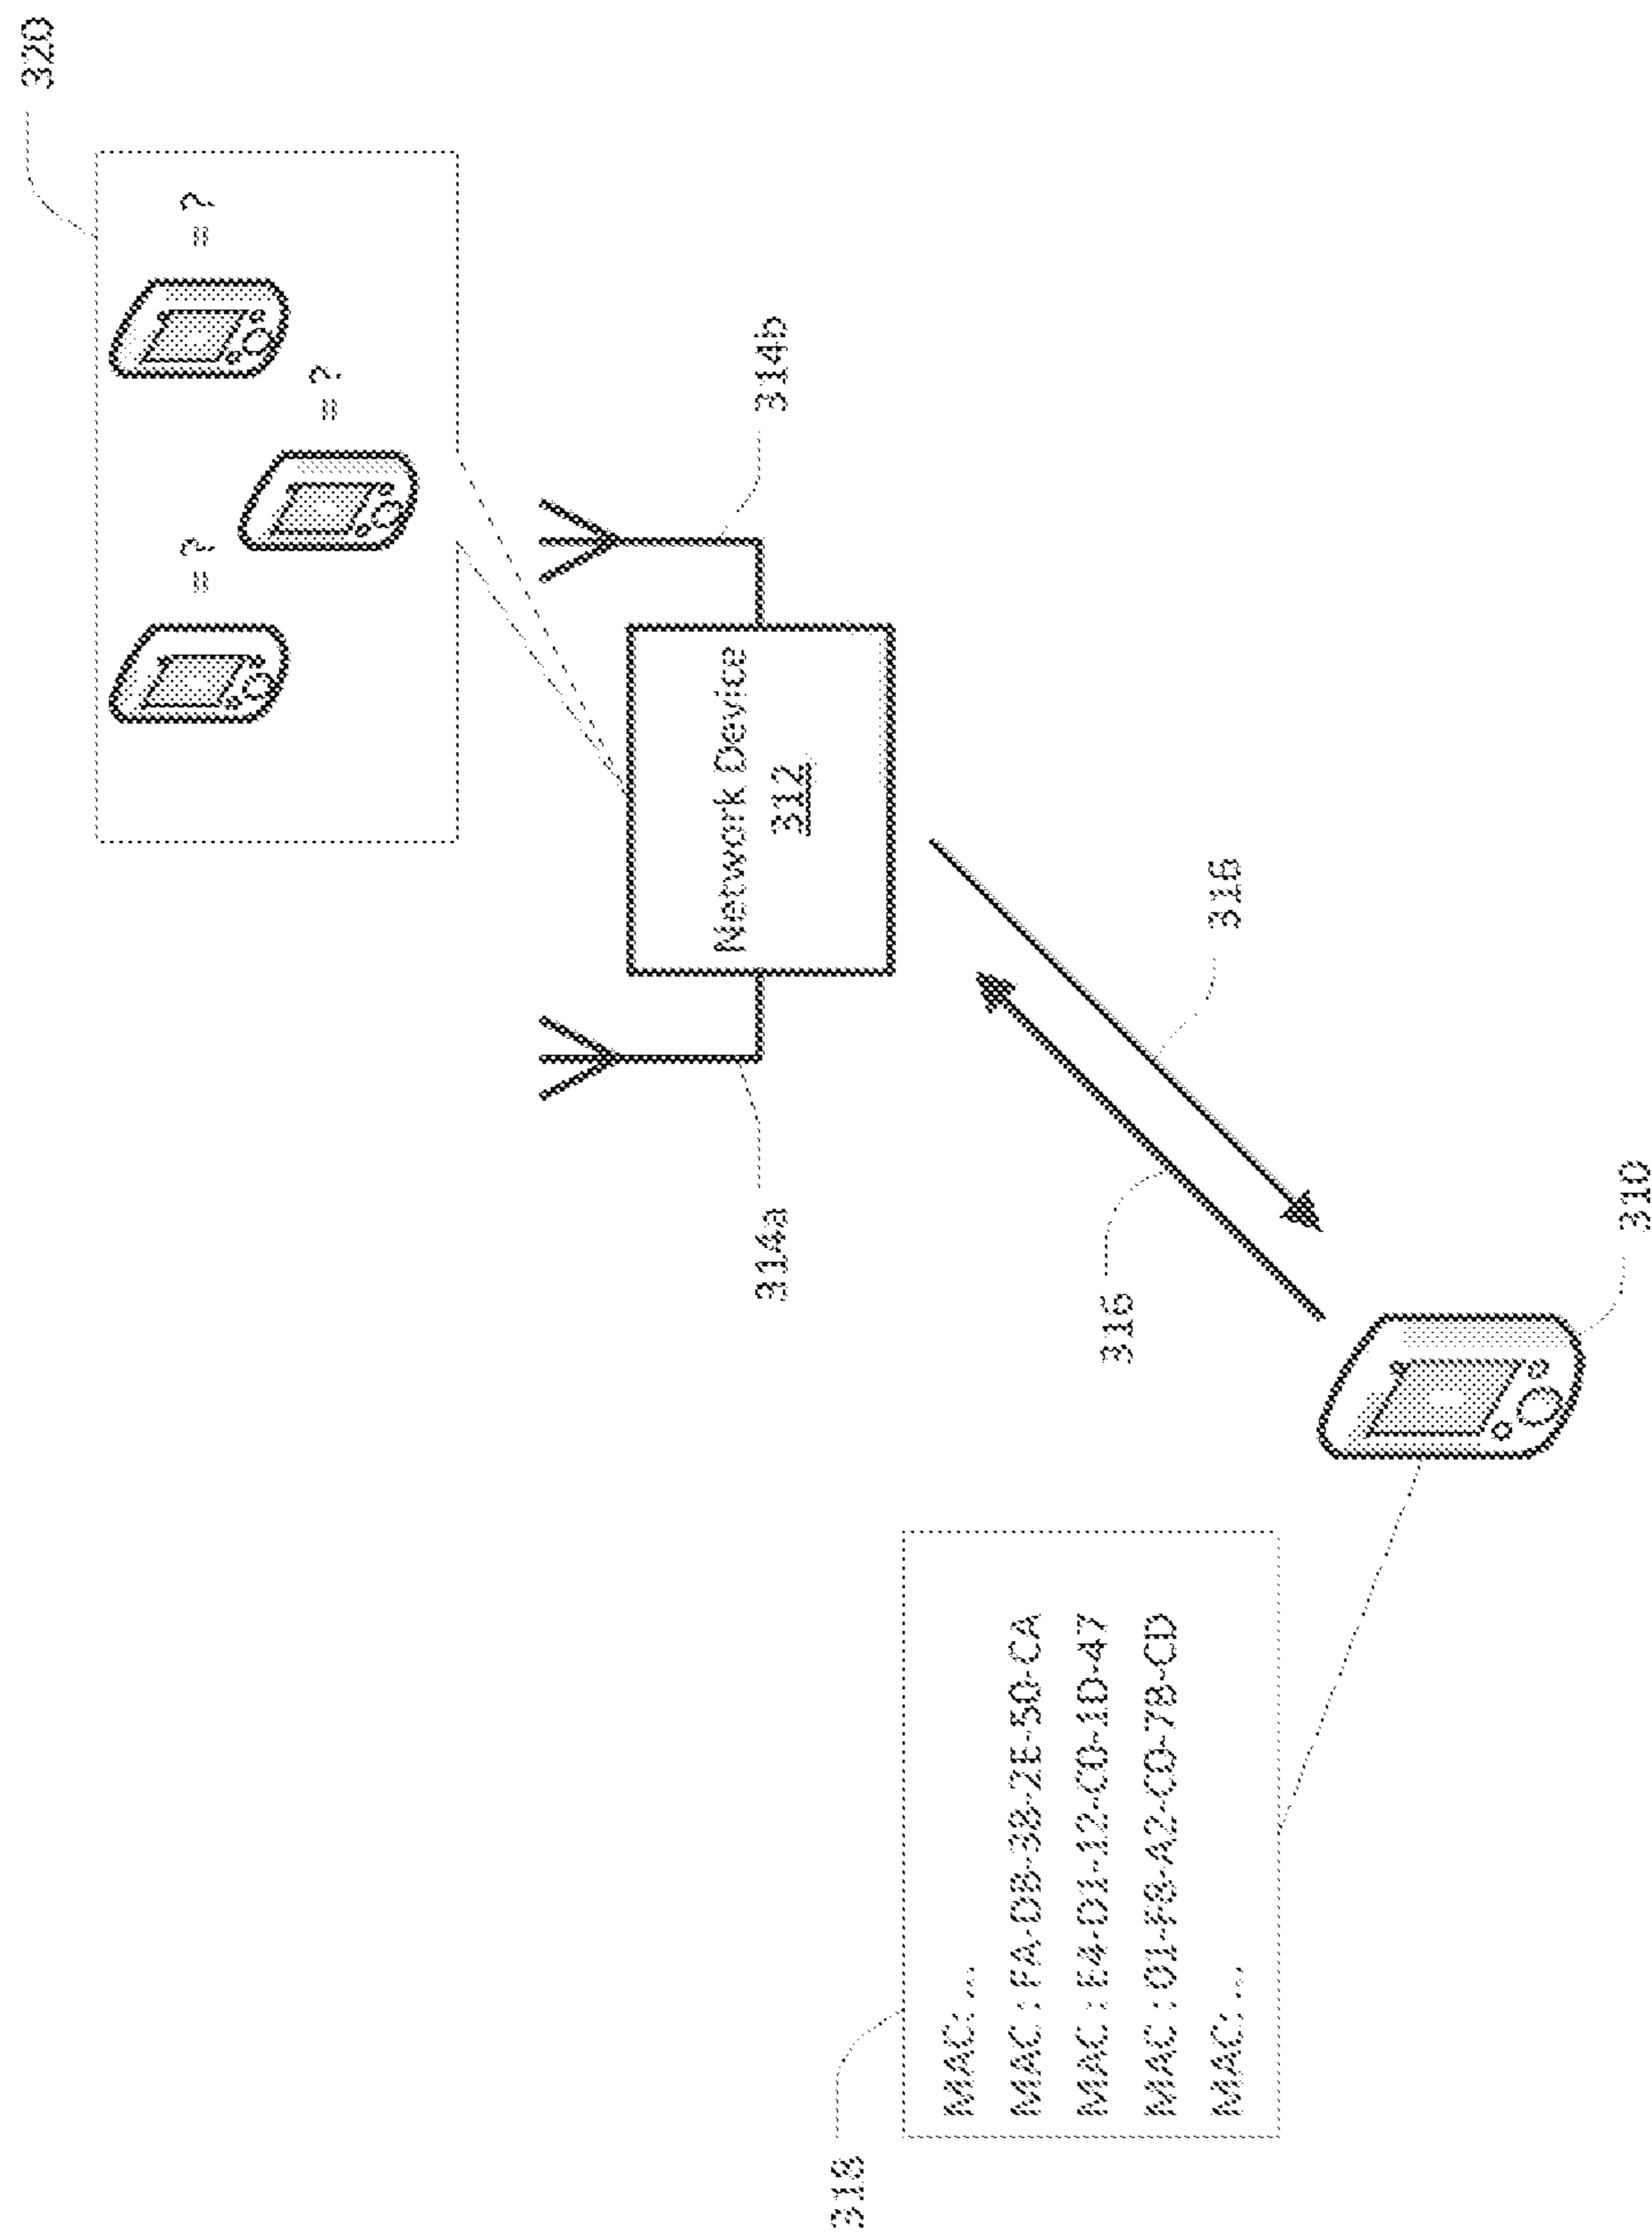 320
= ?
= ?
= ?
Network Device
312
314a
314b
316
316
310
318
MAC: ...
MAC : FA-DB-38-2E-50-CA
MAC : E4-D1-12-C0-1D-47
MAC : 01-F8-A2-C0-7B-CD
MAC: ...